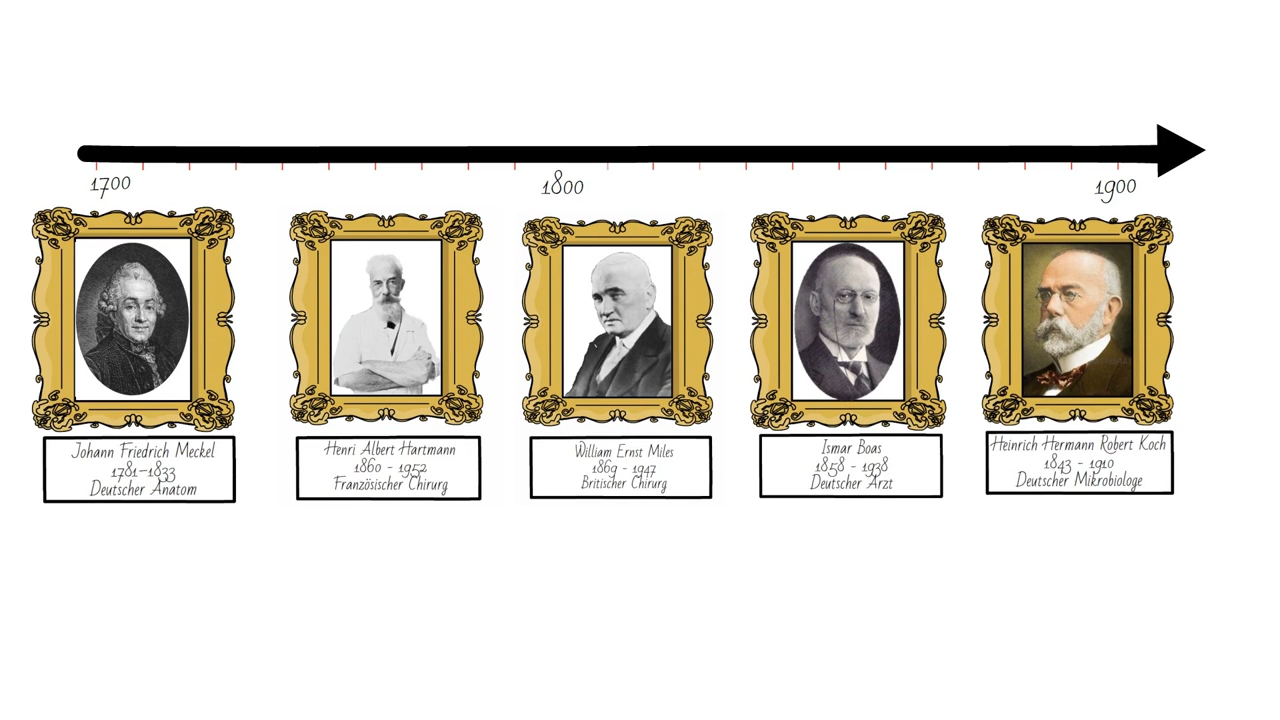 1700
1800
1900
Johann Friedrich Meckel
1781–1833
Deutscher Anatom
Henri Albert Hartmann
1860 - 1952
Französischer Chirurg
William Ernst Miles
1869 - 1947
Britischer Chirurg
Ismar Boas
1858 - 1938
Deutscher Arzt
Heinrich Hermann Robert Koch
1843 - 1910
Deutscher Mikrobiologe